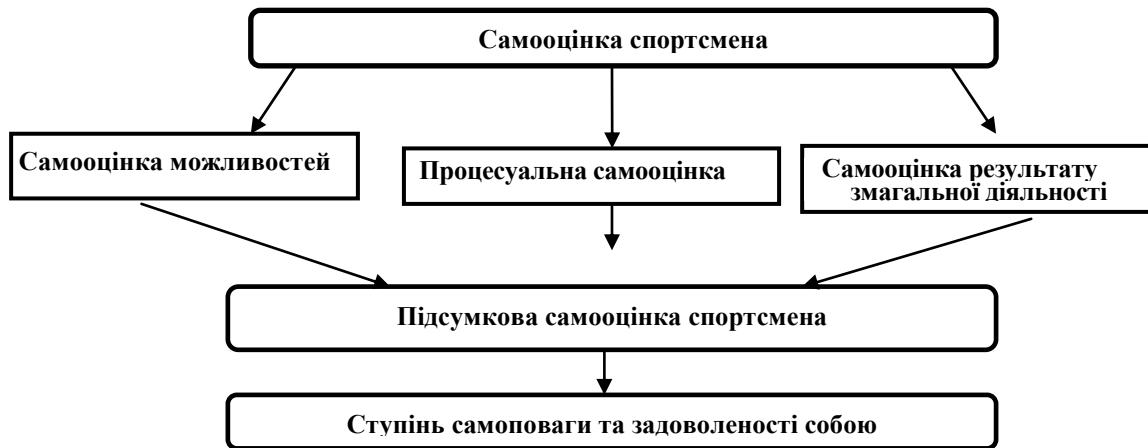 Самооцінка спортсмена
Самооцінка можливостей
Процесуальна самооцінка
Самооцінка результату
змагальної діяльності
Підсумкова самооцінка спортсмена
Ступінь самоповаги та задоволеності собою